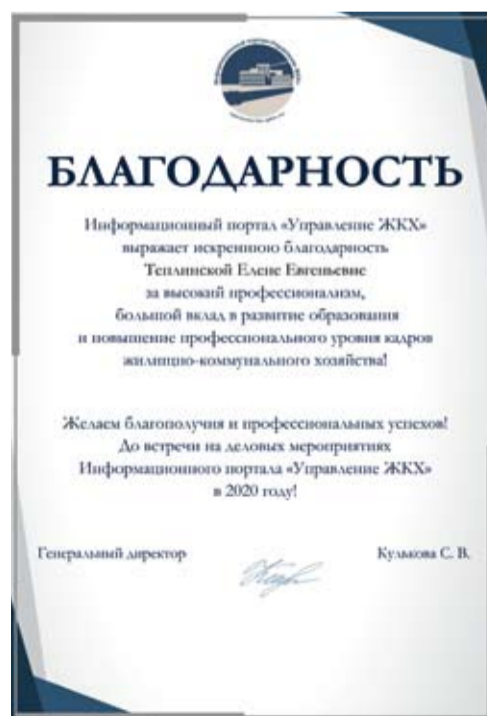 БЛАГОДАРНОСТЬ
Информационный портал «Управление ЖКХ»
выражает искреннюю благодарность
Теплинской Елене Евгеньевне
за высокий профессионализм,
большой вклад в развитие образования
и повышение профессионального уровня кадров
жилищно-коммунального хозяйства!
Желаем благополучия и профессиональных успехов!
До встречи на деловых мероприятиях
Информационного портала «Управление ЖКХ»
в 2020 году!
Генеральный директор
Кулькова С. В.